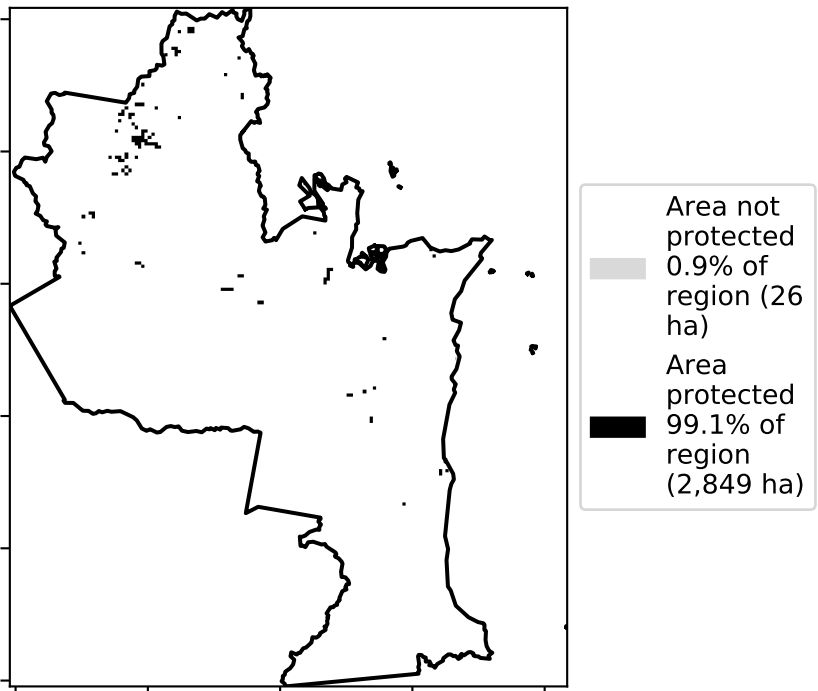 Area not
protected
0.9% of
region (26
ha)
Area
protected
99.1% of
region
(2,849 ha)